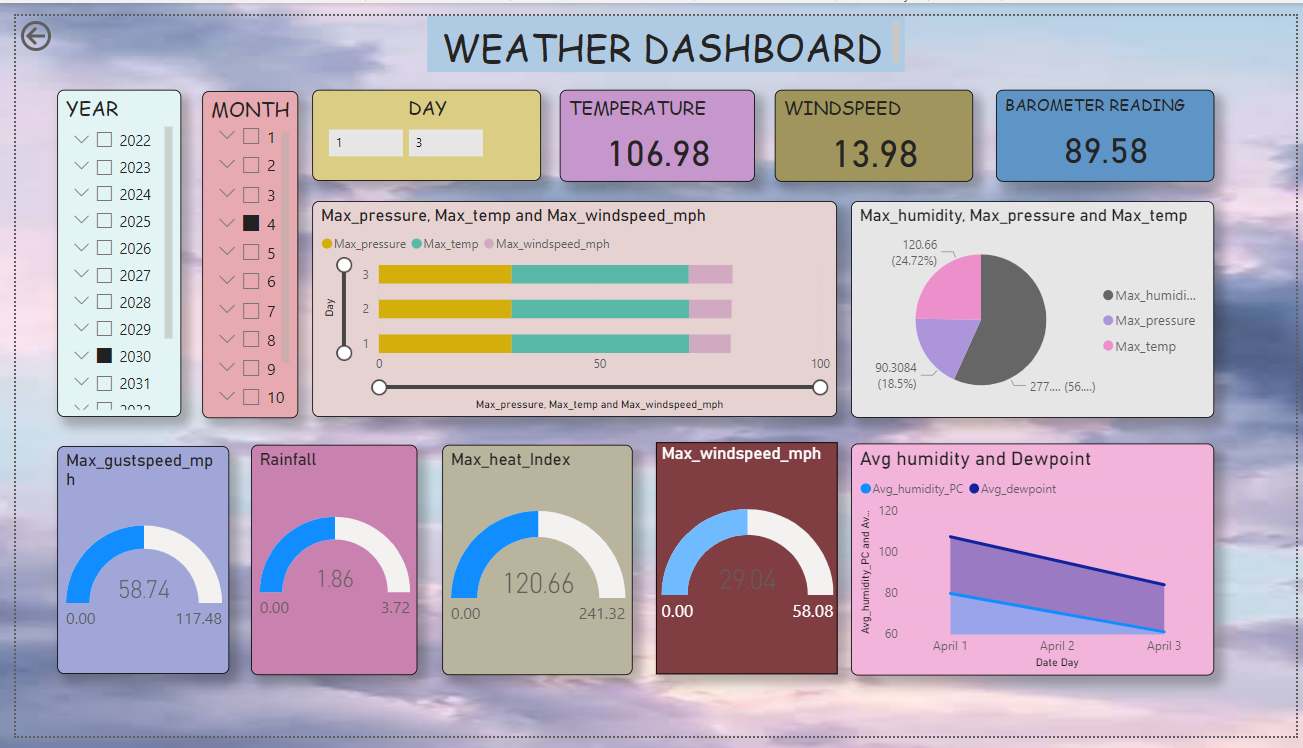 WEATHER DASHBOARD
YEAR
2022
2023
2024
2025
2026
2027
2028
2029
2030
2031
MONTH
1
2
3
4
5
6
7
8
9
10
DAY
1 3
TEMPERATURE
106.98
WINDSPEED
13.98
BAROMETER READING
89.58
Max_pressure, Max_temp and Max_windspeed_mph
Max_pressure Max_temp Max_windspeed_mph
Day
3
2
1
0 50 100
Max_pressure, Max_temp and Max_windspeed_mph
Max_humidity, Max_pressure and Max_temp
120.66
(24.72%)
90.3084
(18.5%)
277.... (56....)
Max_humidi...
Max_pressure
Max_temp
Max_gustspeed_mp
h
58.74
0.00 117.48
Rainfall
1.86
0.00 3.72
Max_heat_Index
120.66
0.00 241.32
Max_windspeed_mph
29.04
0.00 58.08
Avg humidity and Dewpoint
Avg_humidity_PC Avg_dewpoint
Avg_humidity_PC and Av...
120
100
80
60
April 1 April 2 April 3
Date Day